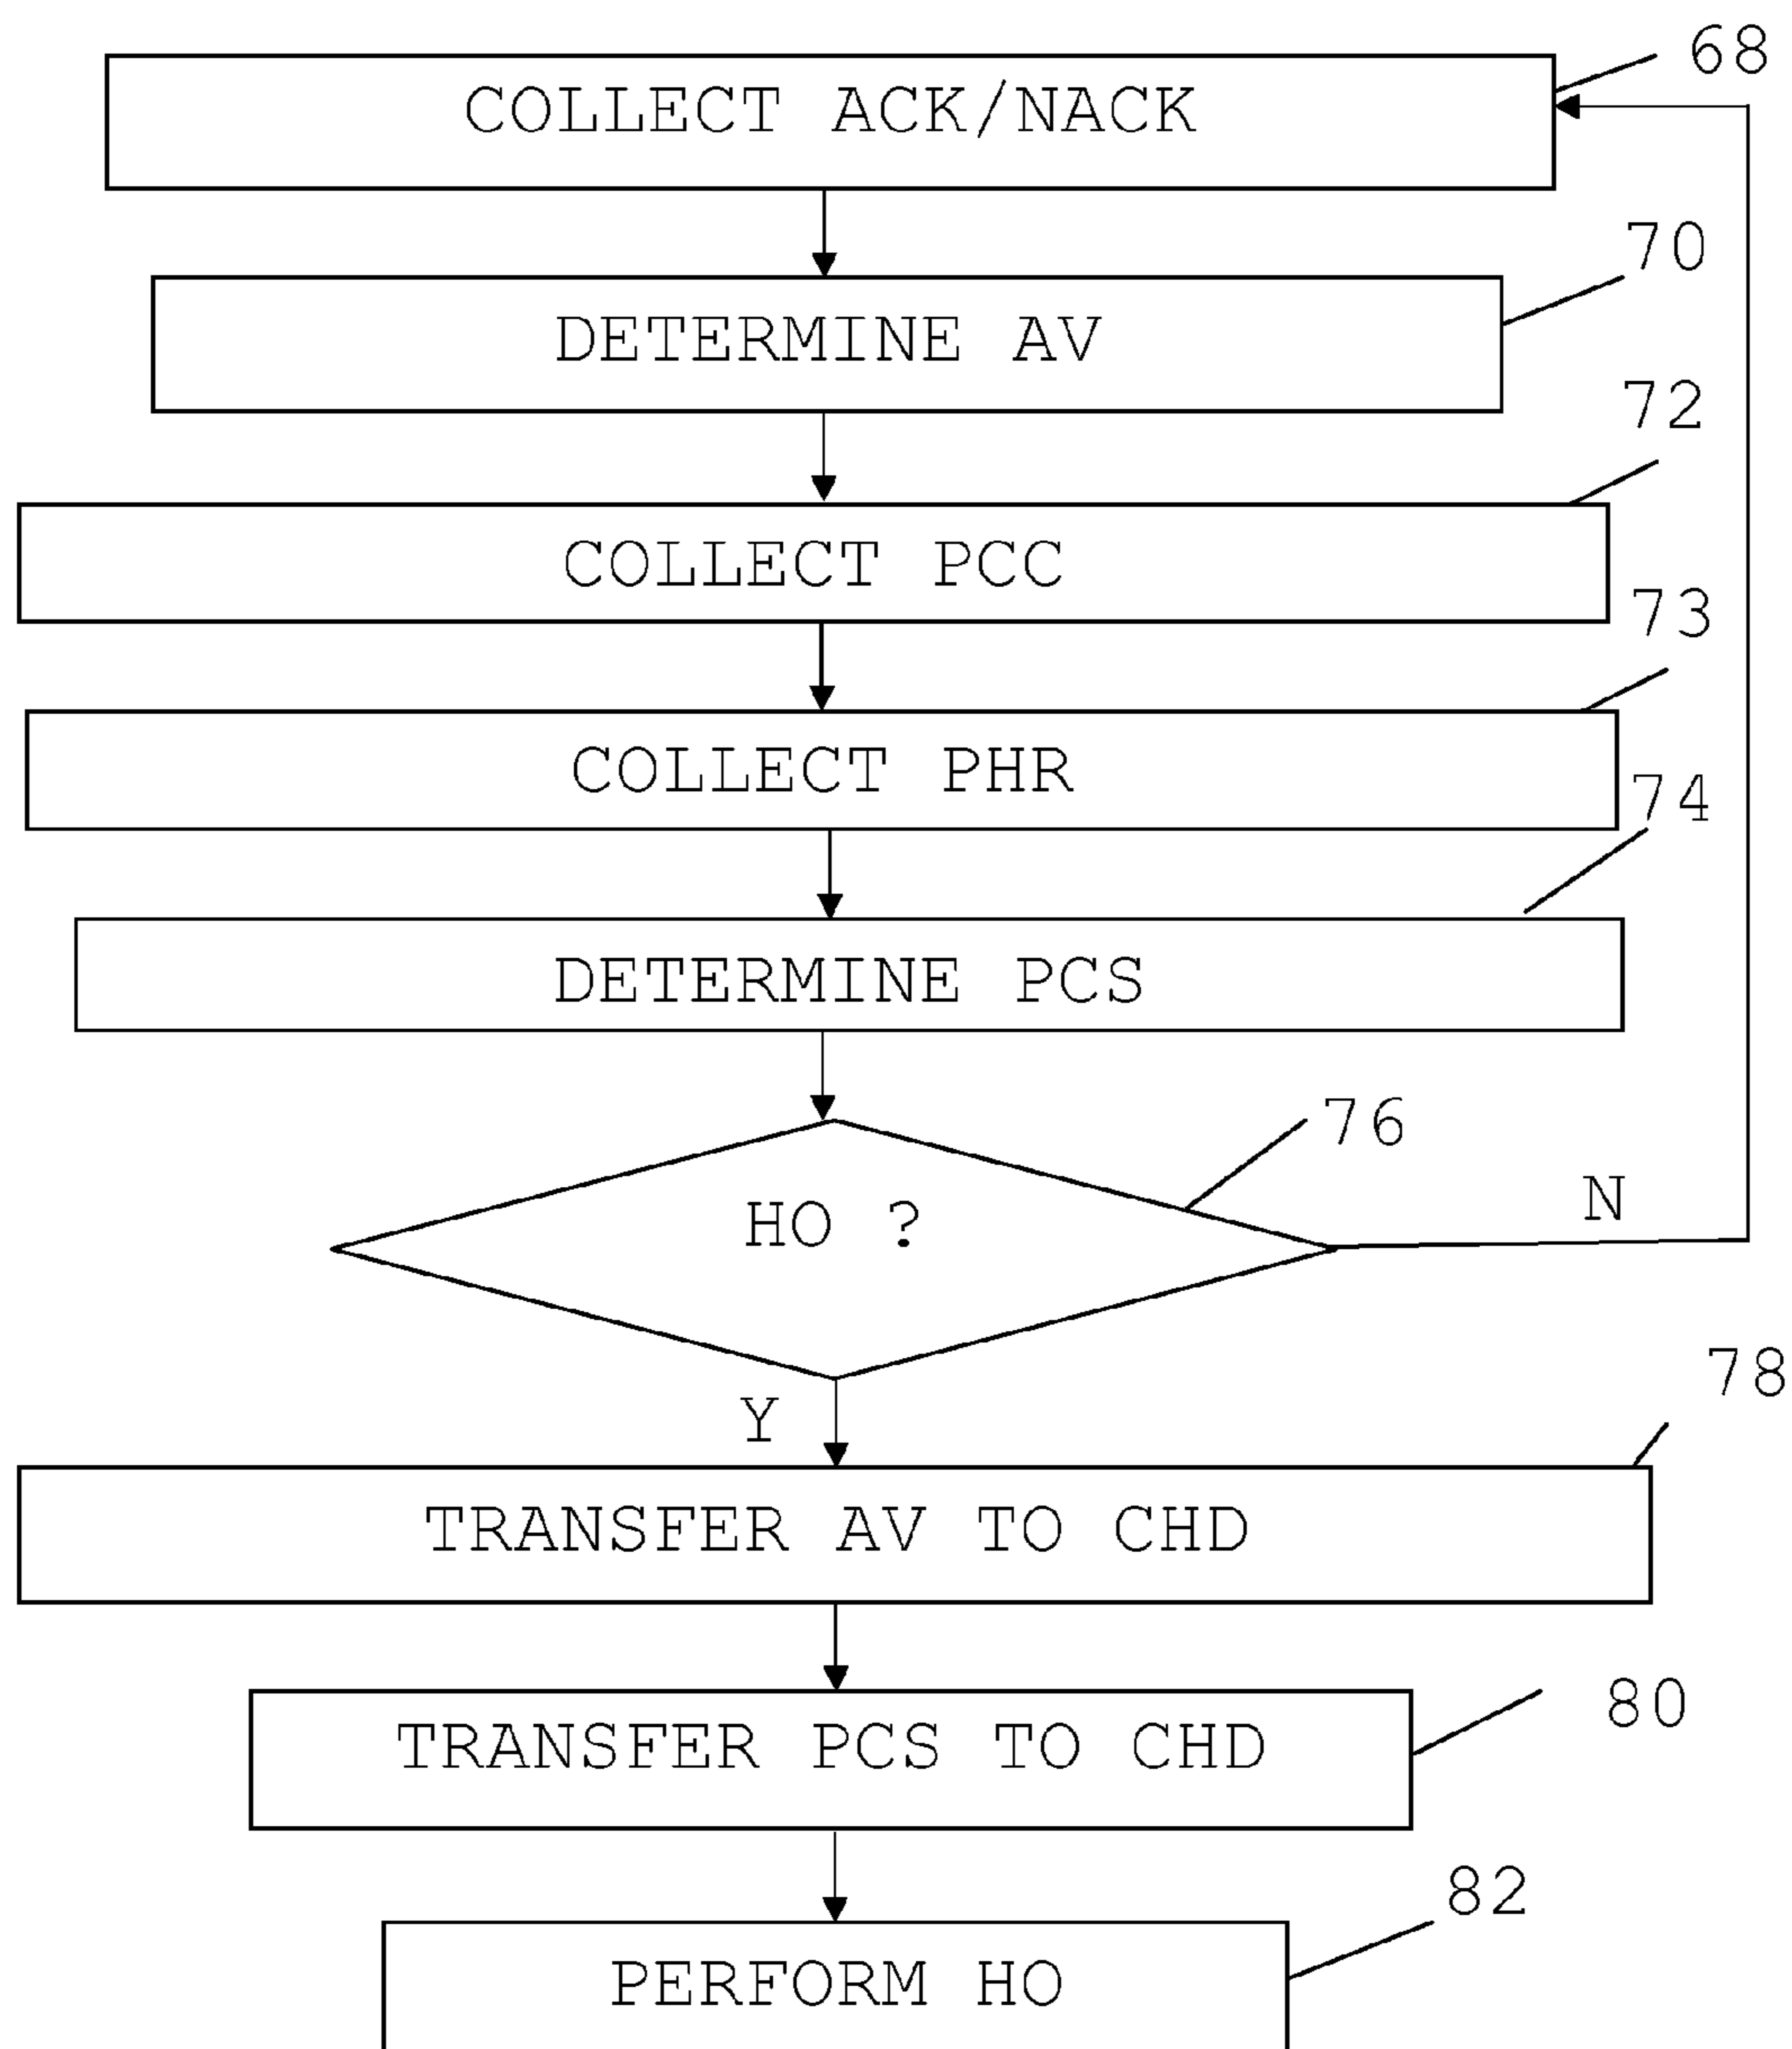 68
COLLECT ACK/NACK
70
DETERMINE AV
72
COLLECT PCC
73
COLLECT PHR
74
DETERMINE PCS
76
HO ?
N
Y
78
TRANSFER AV TO CHD
80
TRANSFER PCS TO CHD
82
PERFORM HO